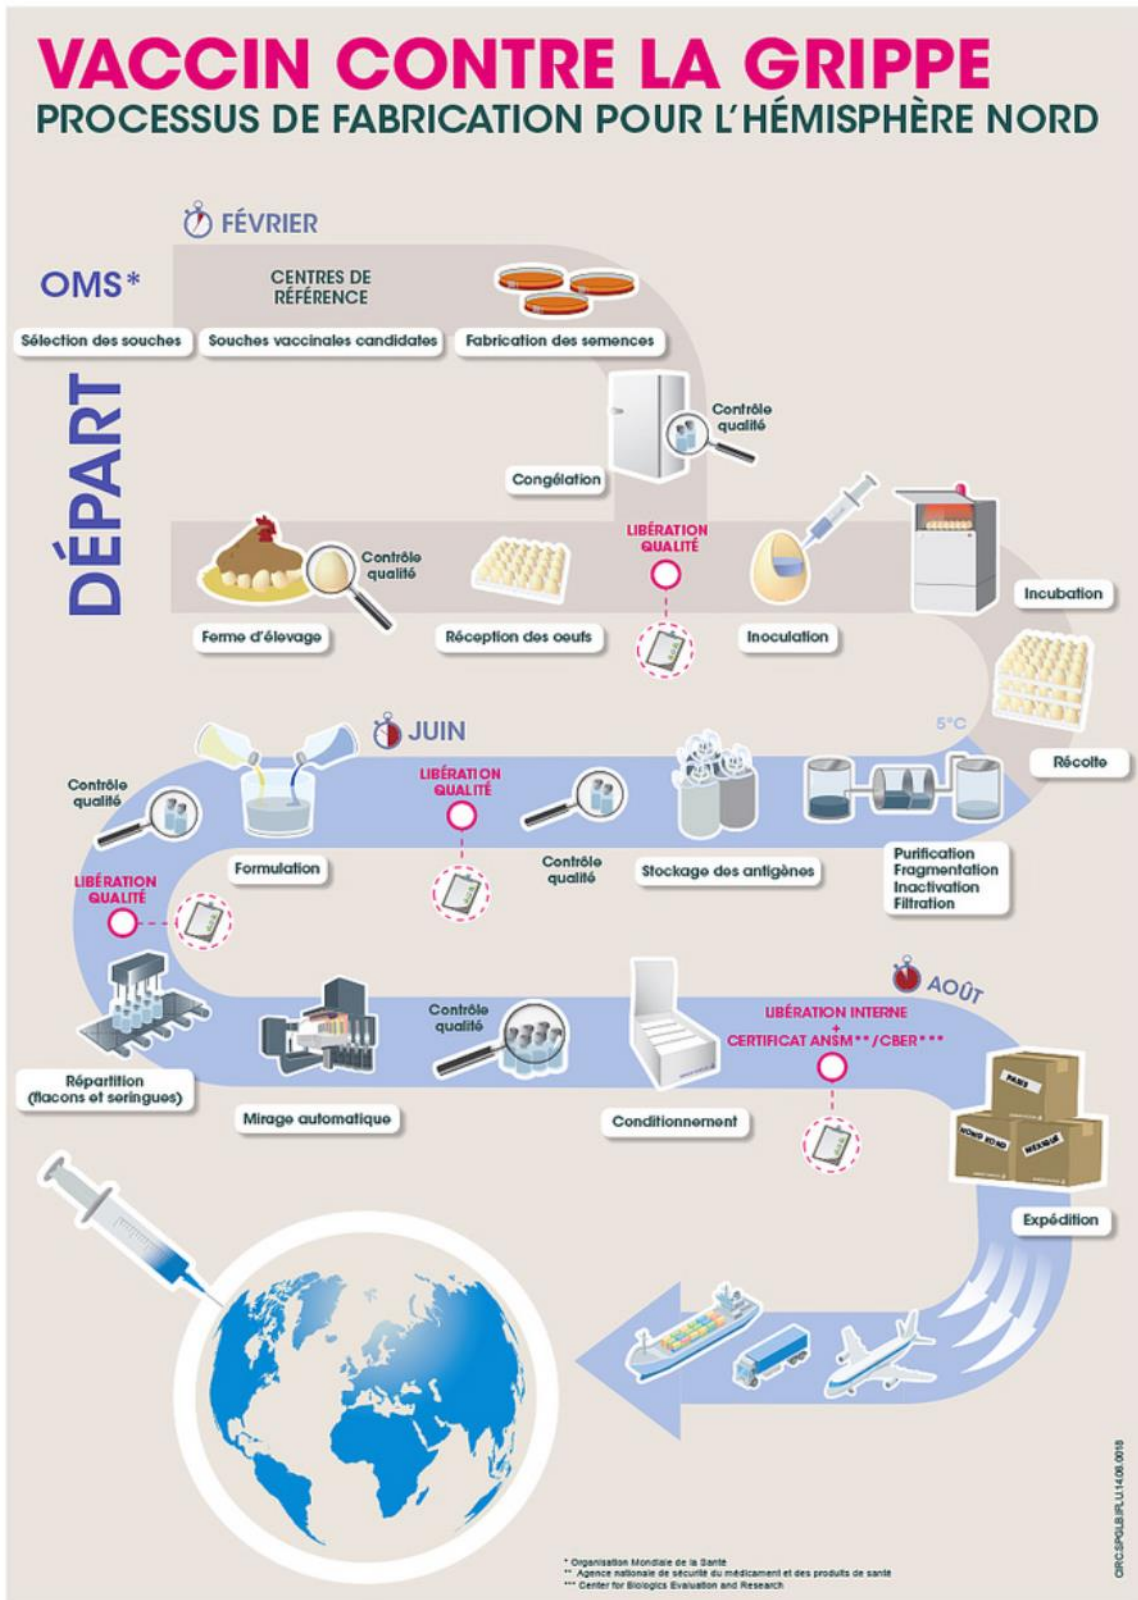 VACCIN CONTRE LA GRIPPE
PROCESSUS DE FABRICATION POUR L'HÉMISPHÈRE NORD
FÉVRIER
OMS*
CENTRES DE
RÉFÉRENCE
Sélection des souches
Souches vaccinales candidates
Fabrication des semences
DÉPART
Contrôle
qualité
Congélation
LIBÉRATION
QUALITÉ
Contrôle
qualité
Ferme d'élevage
Réception des oeufs
Inoculation
Incubation
5°C
Récolte
JUIN
Contrôle
qualité
LIBÉRATION
QUALITÉ
Formulation
Contrôle
qualité
Stockage des antigènes
Purification
Fragmentation
Inactivation
Filtration
LIBÉRATION
QUALITÉ
AOÛT
Contrôle
qualité
LIBÉRATION INTERNE
+
CERTIFICAT ANSM**/CBER***
Répartition
(flacons et seringues)
Mirage automatique
Conditionnement
PARIS
HONG KONG
MEXIQUE
Expédition
* Organisation Mondiale de la Santé
** Agence nationale de sécurité du médicament et des produits de santé
*** Center for Biologics Evaluation and Research